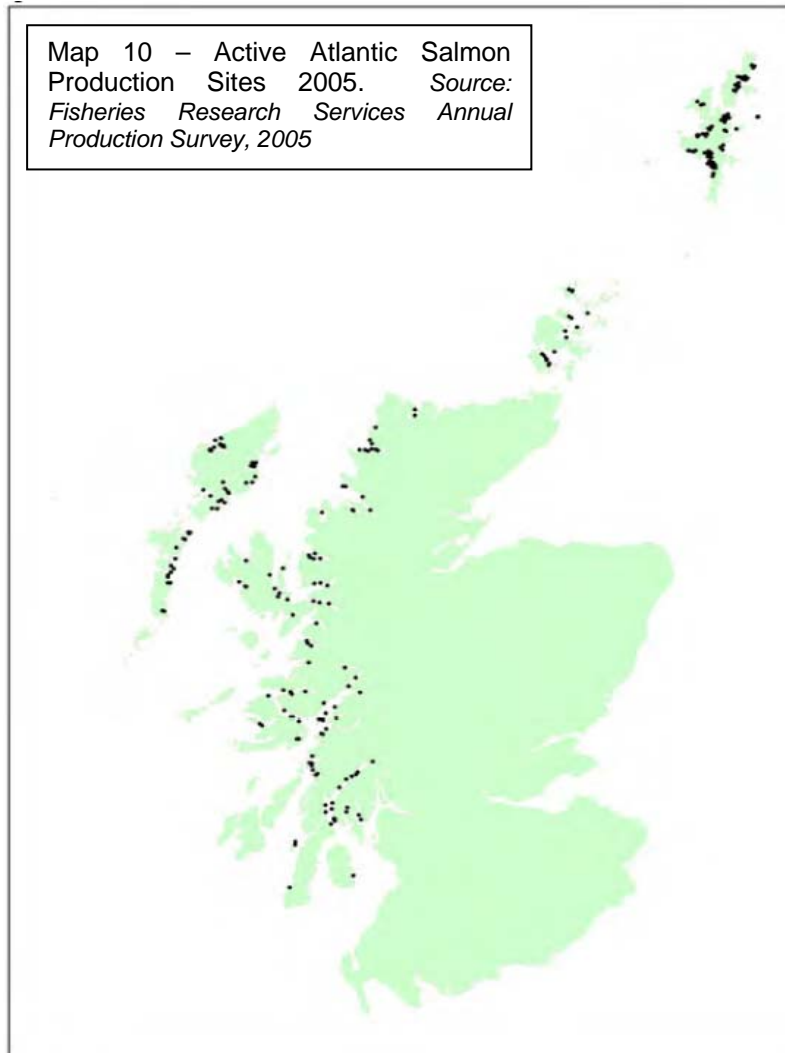 Map 10 – Active Atlantic Salmon
Production Sites 2005. Source:
Fisheries Research Services Annual
Production Survey, 2005